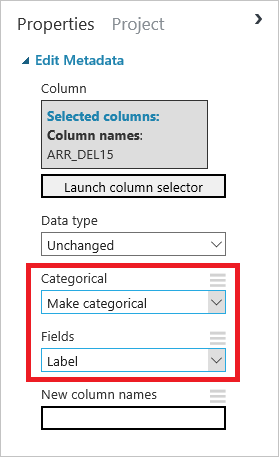 Properties Project
Edit Metadata
Column
Selected columns:
Column names:
ARR_DEL15
Launch column selector
Data type
Unchanged
Categorical
Make categorical
Fields
Label
New column names